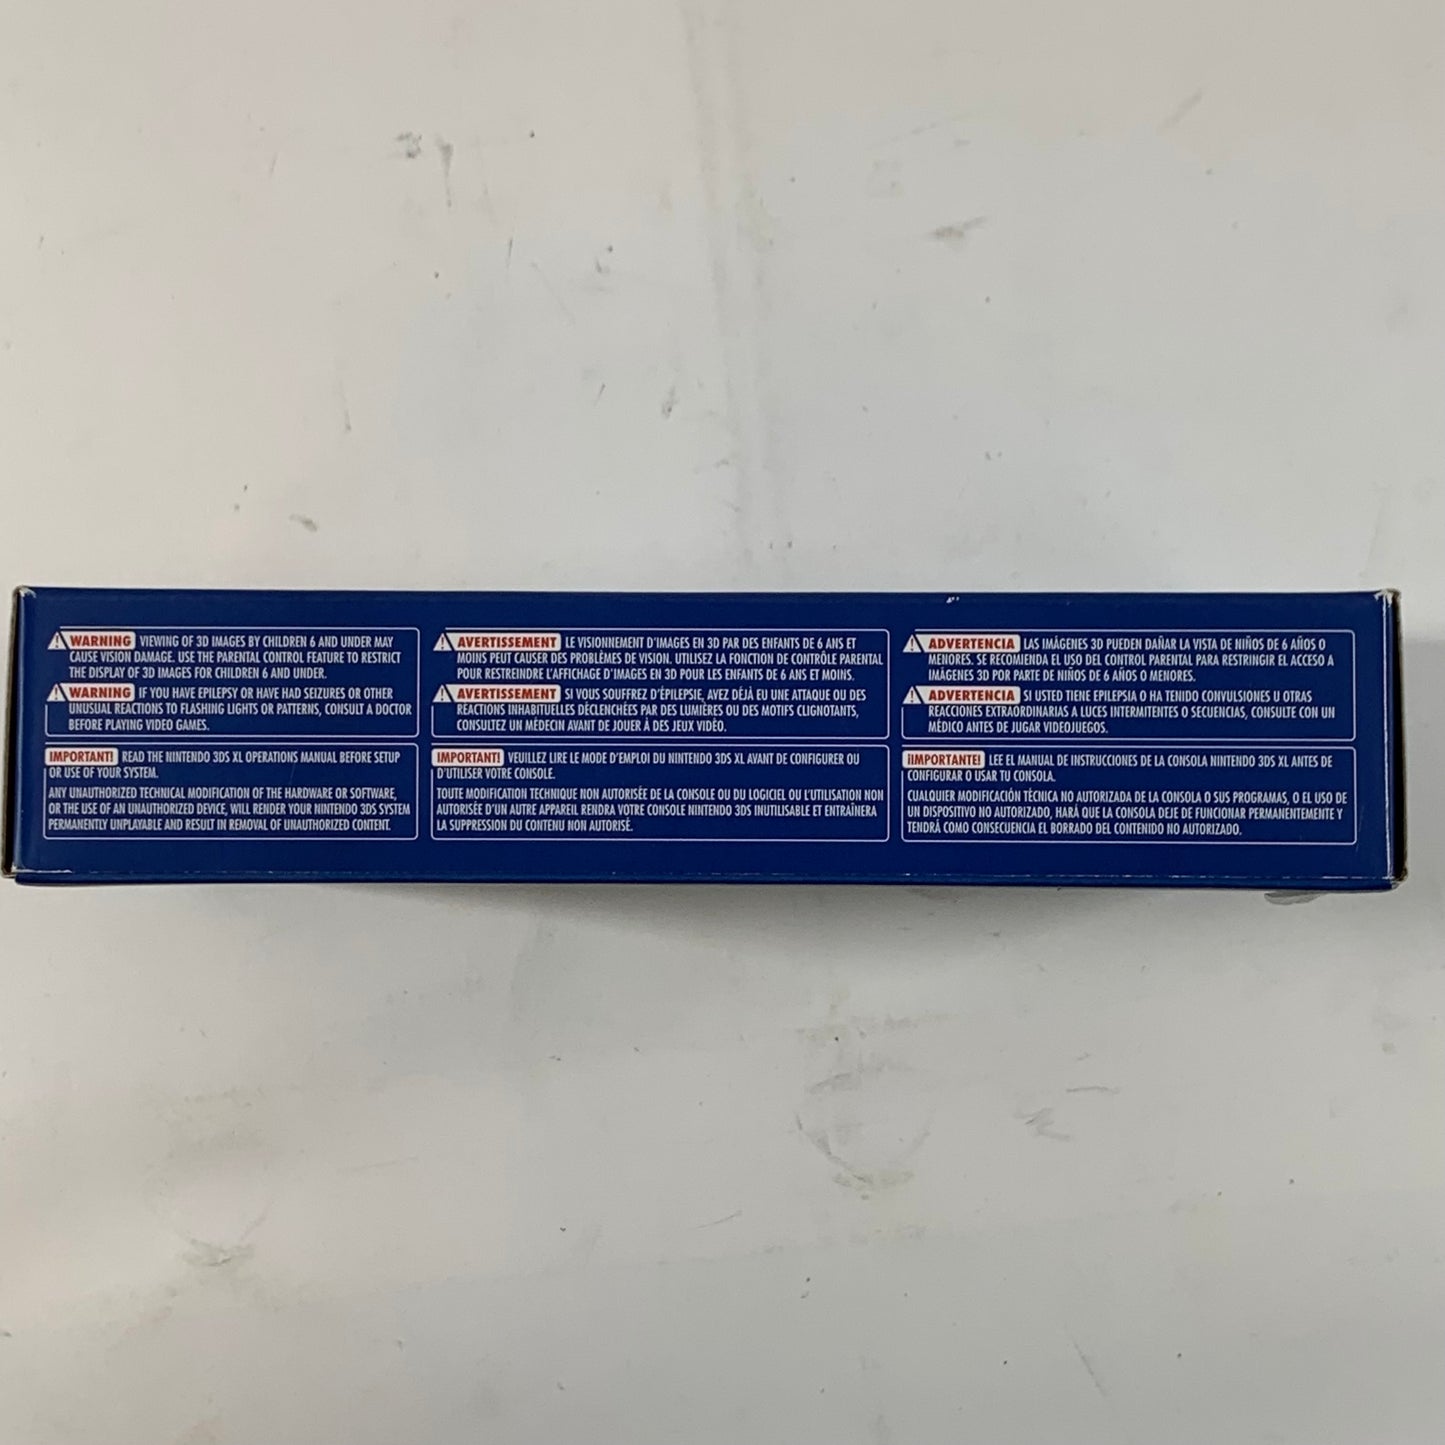 WARNING VIEWING OF 3D IMAGES BY CHILDREN 6 AND UNDER MAY
CAUSE VISION DAMAGE. USE THE PARENTAL CONTROL FEATURE TO RESTRICT
THE DISPLAY OF 3D IMAGES FOR CHILDREN 6 AND UNDER.
WARNING IF YOU HAVE EPILEPSY OR HAVE HAD SEIZURES OR OTHER
UNUSUAL REACTIONS TO FLASHING LIGHTS OR PATTERNS, CONSULT A DOCTOR
BEFORE PLAYING VIDEO GAMES.
IMPORTANT! READ THE NINTENDO 3DS XL OPERATIONS MANUAL BEFORE SETUP
OR USE OF YOUR SYSTEM.
ANY UNAUTHORIZED TECHNICAL MODIFICATION OF THE HARDWARE OR SOFTWARE,
OR THE USE OF AN UNAUTHORIZED DEVICE, WILL RENDER YOUR NINTENDO 3DS SYSTEM
PERMANENTLY UNPLAYABLE AND RESULT IN REMOVAL OF UNAUTHORIZED CONTENT.
AVERTISSEMENT LE VISIONNEMENT D'IMAGES EN 3D PAR DES ENFANTS DE 6 ANS ET
MOINS PEUT CAUSER DES PROBLÈMES DE VISION. UTILISEZ LA FONCTION DE CONTRÔLE PARENTAL
POUR RESTREINDRE L'AFFICHAGE D'IMAGES EN 3D POUR LES ENFANTS DE 6 ANS ET MOINS.
AVERTISSEMENT SI VOUS SOUFFREZ D'ÉPILEPSIE, AVEZ DÉJÀ EU UNE ATTAQUE OU DES
RÉACTIONS INHABITUELLES DÉCLENCHÉES PAR DES LUMIÈRES OU DES MOTIFS CLIGNOTANTS,
CONSULTEZ UN MÉDECIN AVANT DE JOUER À DES JEUX VIDÉO.
IMPORTANT! VEUILLEZ LIRE LE MODE D'EMPLOI DU NINTENDO 3DS XL AVANT DE CONFIGURER OU
D'UTILISER VOTRE CONSOLE.
TOUTE MODIFICATION TECHNIQUE NON AUTORISÉE DE LA CONSOLE OU DU LOGICIEL OU L'UTILISATION NON
AUTORISÉE D'UN AUTRE APPAREIL RENDRA VOTRE CONSOLE NINTENDO 3DS INUTILISABLE ET ENTRAÎNERA
LA SUPPRESSION DU CONTENU NON AUTORISÉ.
ADVERTENCIA LAS IMÁGENES 3D PUEDEN DAÑAR LA VISTA DE NIÑOS DE 6 AÑOS O
MENORES. SE RECOMIENDA EL USO DEL CONTROL PARENTAL PARA RESTRINGIR EL ACCESO A
IMÁGENES 3D POR PARTE DE NIÑOS DE 6 AÑOS O MENORES.
ADVERTENCIA SI USTED TIENE EPILEPSIA O HA TENIDO CONVULSIONES U OTRAS
REACCIONES EXTRAORDINARIAS A LUCES INTERMITENTES O SECUENCIAS, CONSULTE CON UN
MÉDICO ANTES DE JUGAR VIDEOJUEGOS.
¡IMPORTANTE! LEE EL MANUAL DE INSTRUCCIONES DE LA CONSOLA NINTENDO 3DS XL ANTES DE
CONFIGURAR O USAR TU CONSOLA.
CUALQUIER MODIFICACIÓN TÉCNICA NO AUTORIZADA DE LA CONSOLA O SUS PROGRAMAS, O EL USO DE
UN DISPOSITIVO NO AUTORIZADO, HARÁ QUE LA CONSOLA DEJE DE FUNCIONAR PERMANENTEMENTE Y
TENDRÁ COMO CONSECUENCIA EL BORRADO DEL CONTENIDO NO AUTORIZADO.